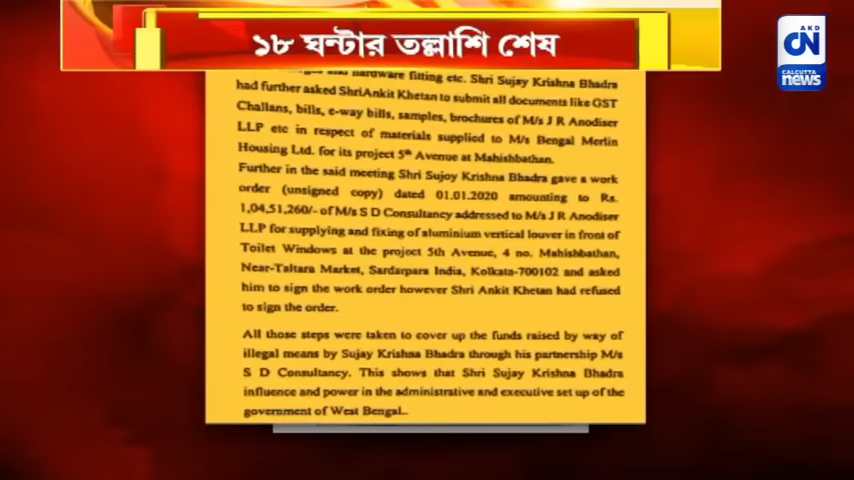 ১৮ ঘন্টার তল্লাশি শেষ
AKD
CN
CALCUTTA
NEWS
and hardware fitting etc. Shri Sujay Krishna Bhadra
had further asked ShriAnkit Khetan to submit all documents like GST
Challans, bills, e-way bills, samples, brochures of M/s J R Anodiser
LLP etc in respect of materials supplied to M/s Bengal Merlin
Housing Ltd. for its project 5th Avenue at Mahishbathan.
Further in the said meeting Shri Sujoy Krishna Bhadra gave a work
order (unsigned copy) dated 01.01.2020 amounting to Rs.
1,04,51,260/- of M/s S D Consultancy addressed to M/s J R Anodiser
LLP for supplying and fixing of aluminium vertical louver in front of
Toilet Windows at the project 5th Avenue, 4 no. Mahishbathan,
Near-Taltara Market, Sardarpara India, Kolkata-700102 and asked
him to sign the work order however Shri Ankit Khetan had refused
to sign the order.
All those steps were taken to cover up the funds raised by way of
illegal means by Sujay Krishna Bhadra through his partnership M/s
S D Consultancy. This shows that Shri Sujay Krishna Bhadra
influence and power in the administrative and executive set up of the
government of West Bengal..